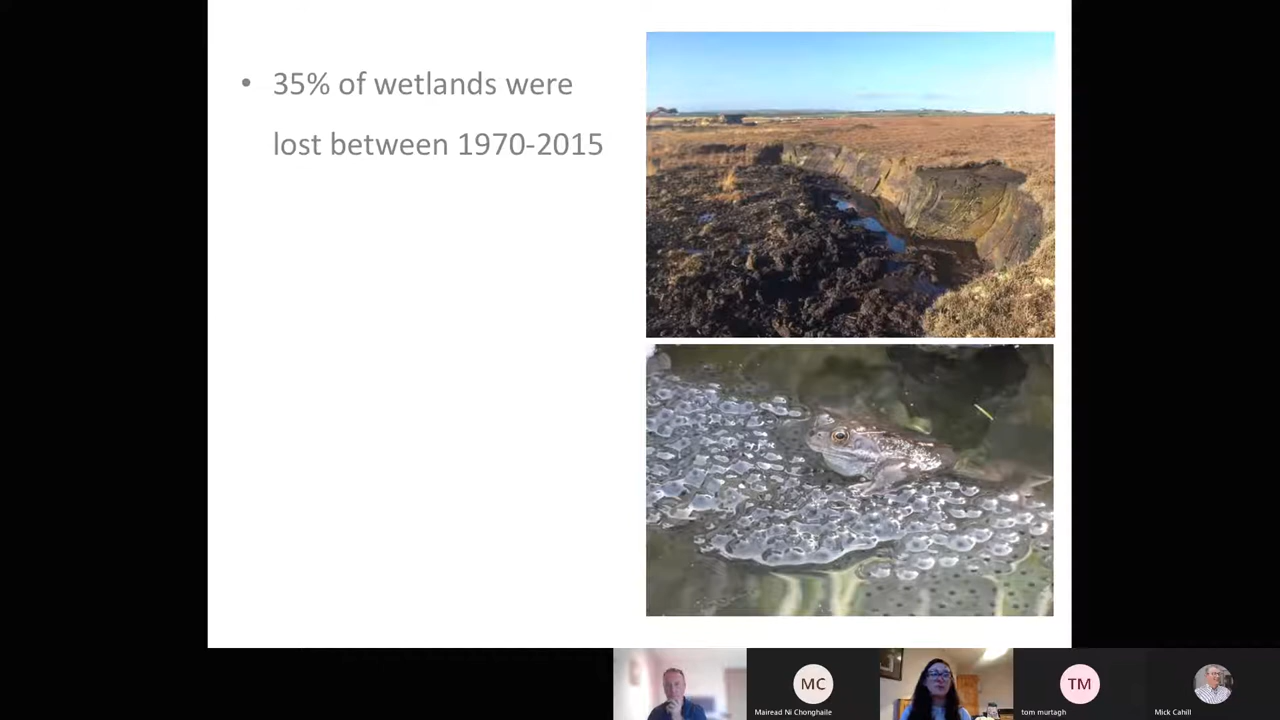 • 35% of wetlands were
lost between 1970-2015
MC
TM
Mairead Ni Chonghaile
tom murtagh
Mick Cahill